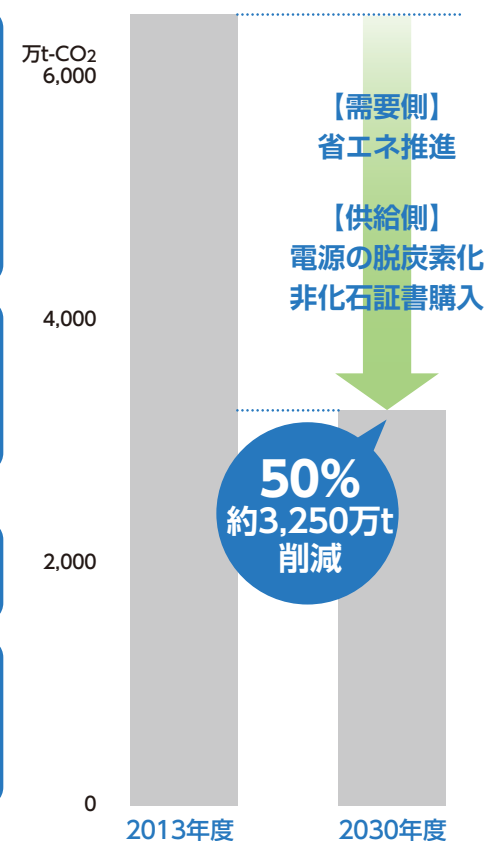 万t-CO2
6,000
4,000
2,000
0
【需要側】
省エネ推進
【供給側】
電源の脱炭素化
非化石証書購入
50%
約3,250万t
削減
2013年度
2030年度